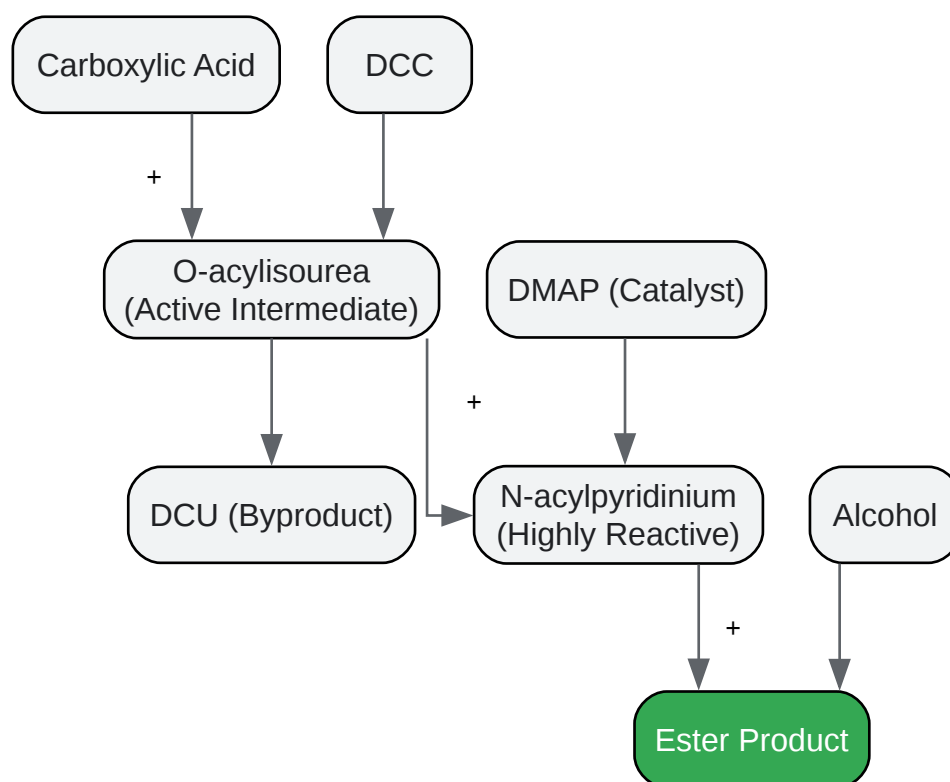 Carboxylic Acid
DCC
+
O-acylisourea
(Active Intermediate)
DMAP (Catalyst)
+
DCU (Byproduct)
N-acylpyridinium
(Highly Reactive)
Alcohol
+
Ester Product